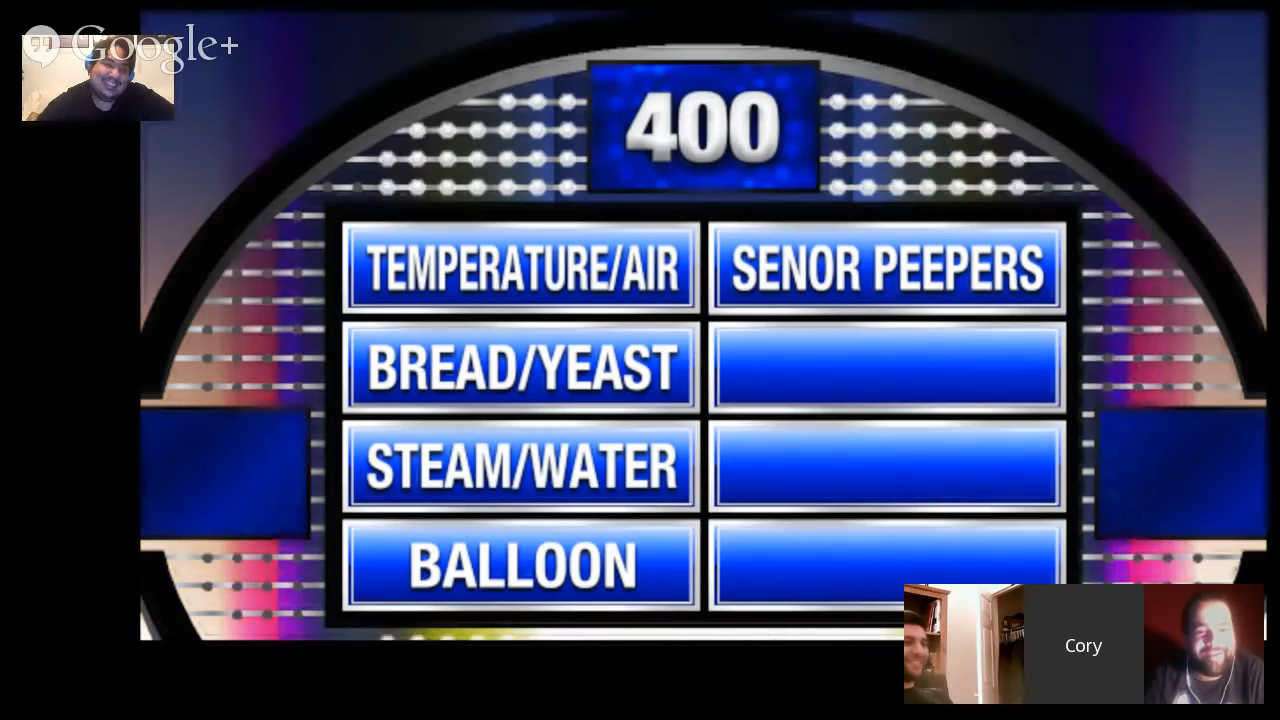 Google+
400
TEMPERATURE/AIR
SENOR PEEPERS
BREAD/YEAST
STEAM/WATER
BALLOON
Cory